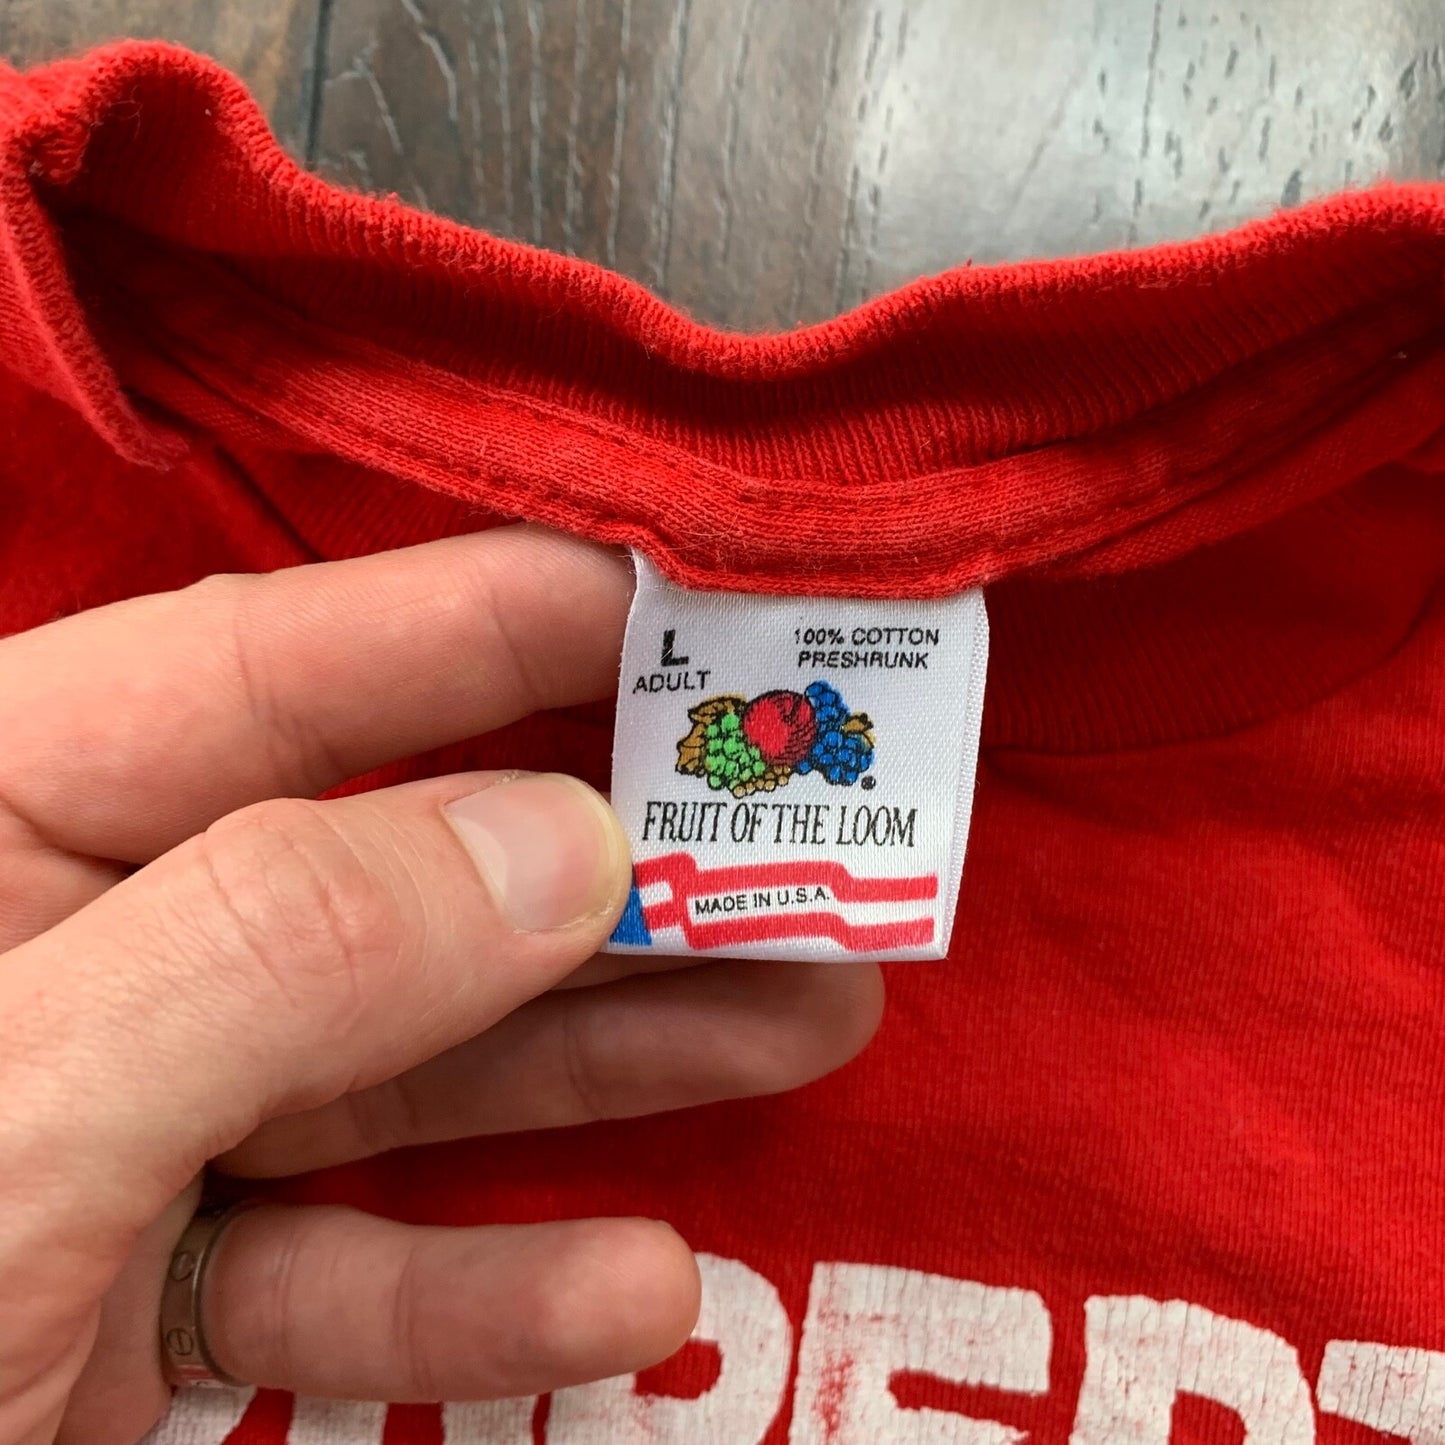 L
ADULT
100% COTTON
PRESHRUNK
FRUIT OF THE LOOM
®
MADE IN U.S.A.